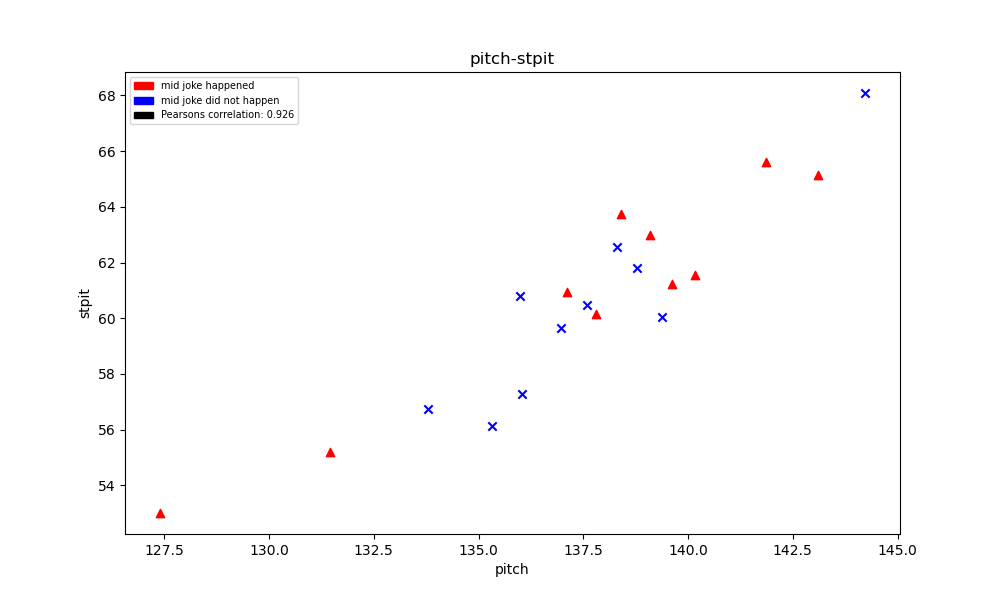 pitch-stpit
mid joke happened
mid joke did not happen
Pearsons correlation: 0.926
68
66
64
62
60
58
56
54
stpit
127.5 130.0 132.5 135.0 137.5 140.0 142.5 145.0
pitch